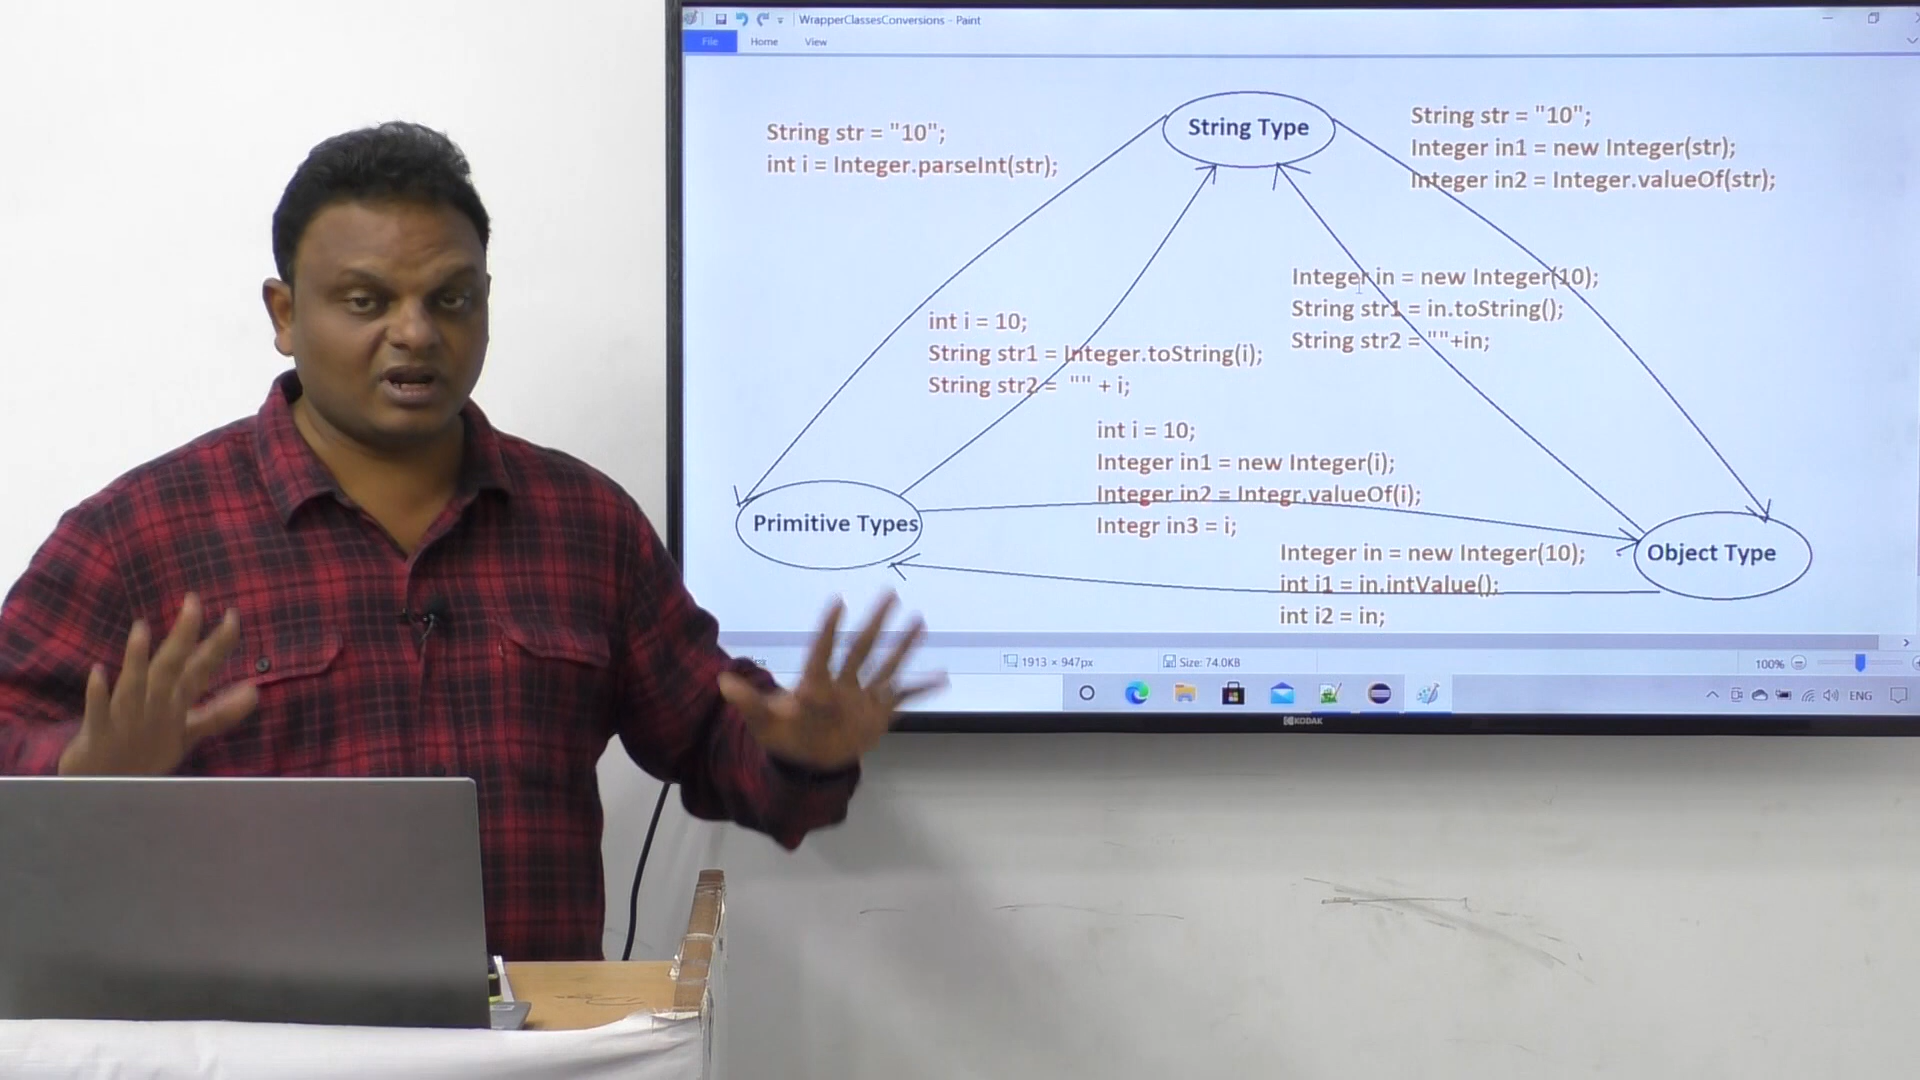 WrapperClassesConversions - Paint
File Home View
String str = "10";
int i = Integer.parseInt(str);
String Type
String str = "10";
Integer in1 = new Integer(str);
Integer in2 = Integer.valueOf(str);
int i = 10;
String str1 = Integer.toString(i);
String str2 = "" + i;
Integer in = new Integer(10);
String str1 = in.toString();
String str2 = ""+in;
int i = 10;
Integer in1 = new Integer(i);
Integer in2 = Integr.valueOf(i);
Integr in3 = i;
Primitive Types
Object Type
Integer in = new Integer(10);
int i1 = in.intValue();
int i2 = in;
1913 × 947px
Size: 74.0KB
100%
ENG
KODAK